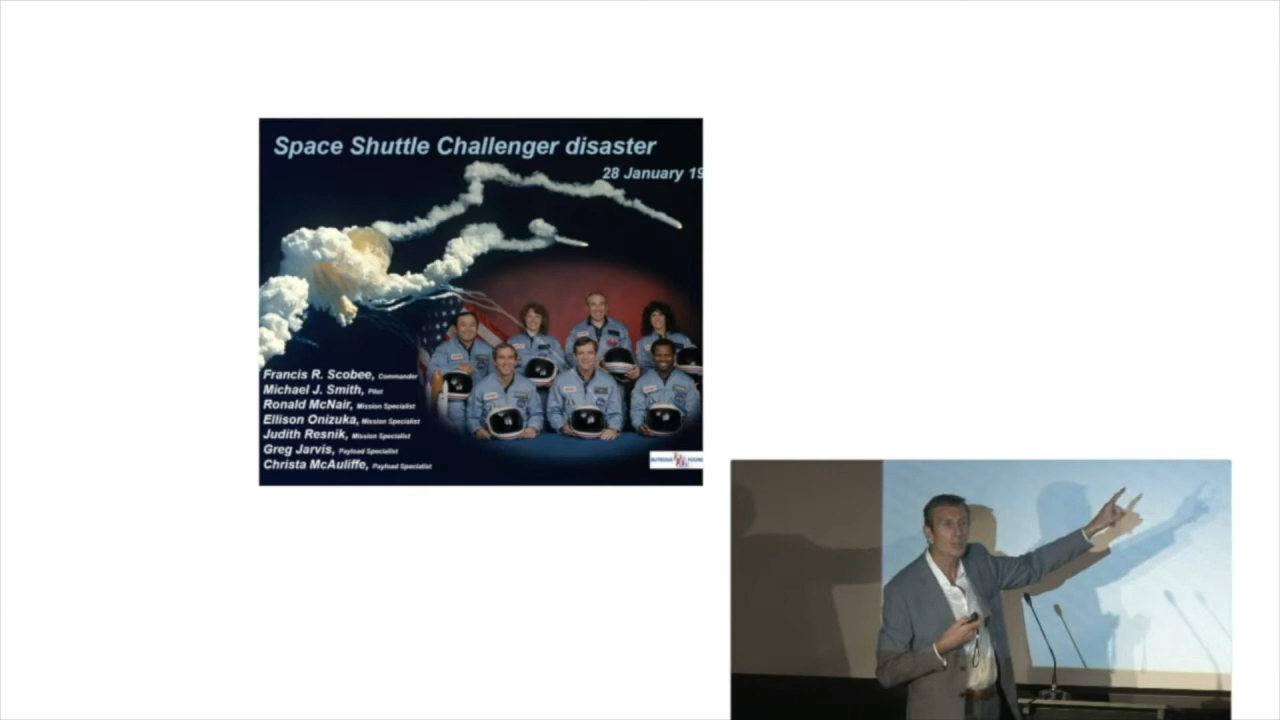 Space Shuttle Challenger disaster
28 January 19
Francis R. Scobee, Commander
Michael J. Smith, Pilot
Ronald McNair, Mission Specialist
Ellison Onizuka, Mission Specialist
Judith Resnik, Mission Specialist
Greg Jarvis, Payload Specialist
Christa McAuliffe, Payload Specialist